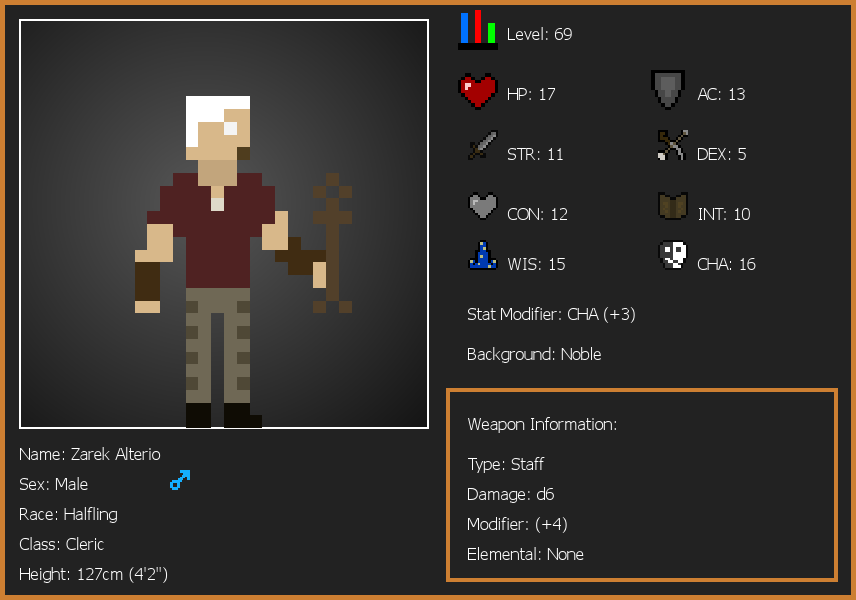 Level: 69
HP: 17
AC: 13
STR: 11
DEX: 5
CON: 12
INT: 10
WIS: 15
CHA: 16
Stat Modifier: CHA (+3)
Background: Noble
Weapon Information:
Type: Staff
Damage: d6
Modifier: (+4)
Elemental: None
Name: Zarek Alterio
Sex: Male
Race: Halfling
Class: Cleric
Height: 127cm (4'2")